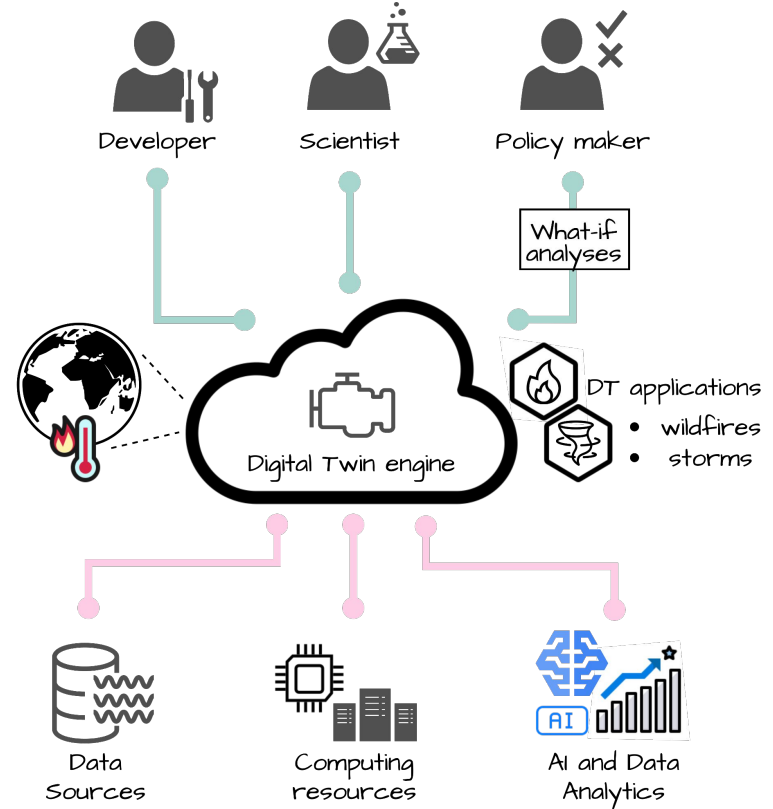 Developer
Scientist
Policy maker
What-if
analyses
DT applications
• wildfires
• storms
Digital Twin engine
Data
Sources
Computing
resources
AI
AI and Data
Analytics